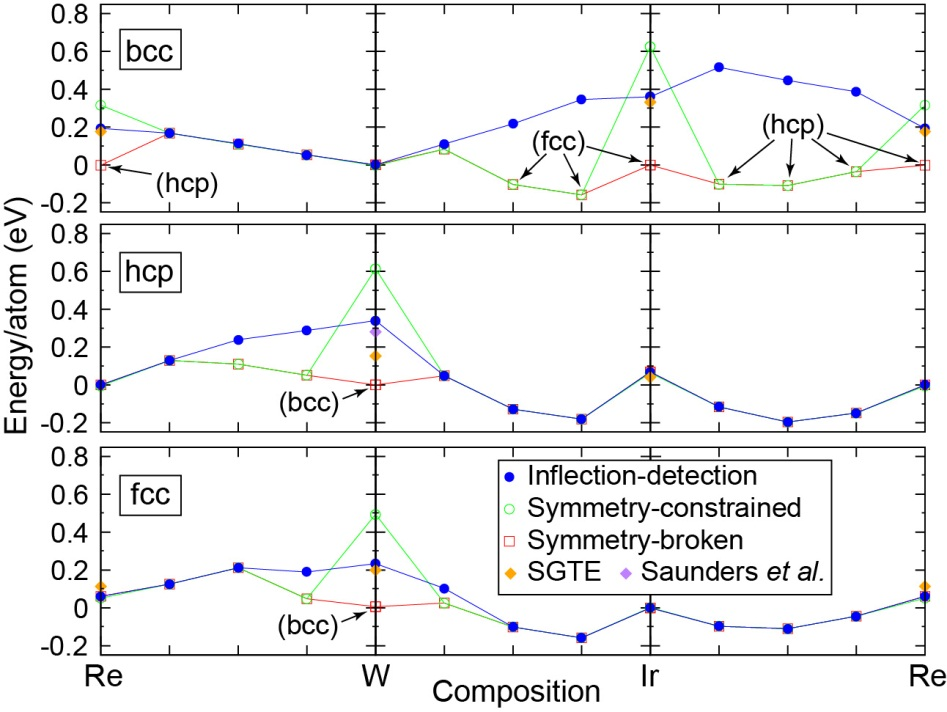 0.8
0.6
0.4
0.2
0
-0.2
bcc
(hcp)
(fcc)
(hcp)
0.8
0.6
0.4
0.2
0
-0.2
hcp
(bcc)
Energy/atom (eV)
0.8
0.6
0.4
0.2
0
-0.2
fcc
(bcc)
Inflection-detection
Symmetry-constrained
Symmetry-broken
SGTE Saunders et al.
Re W Ir Re
Composition